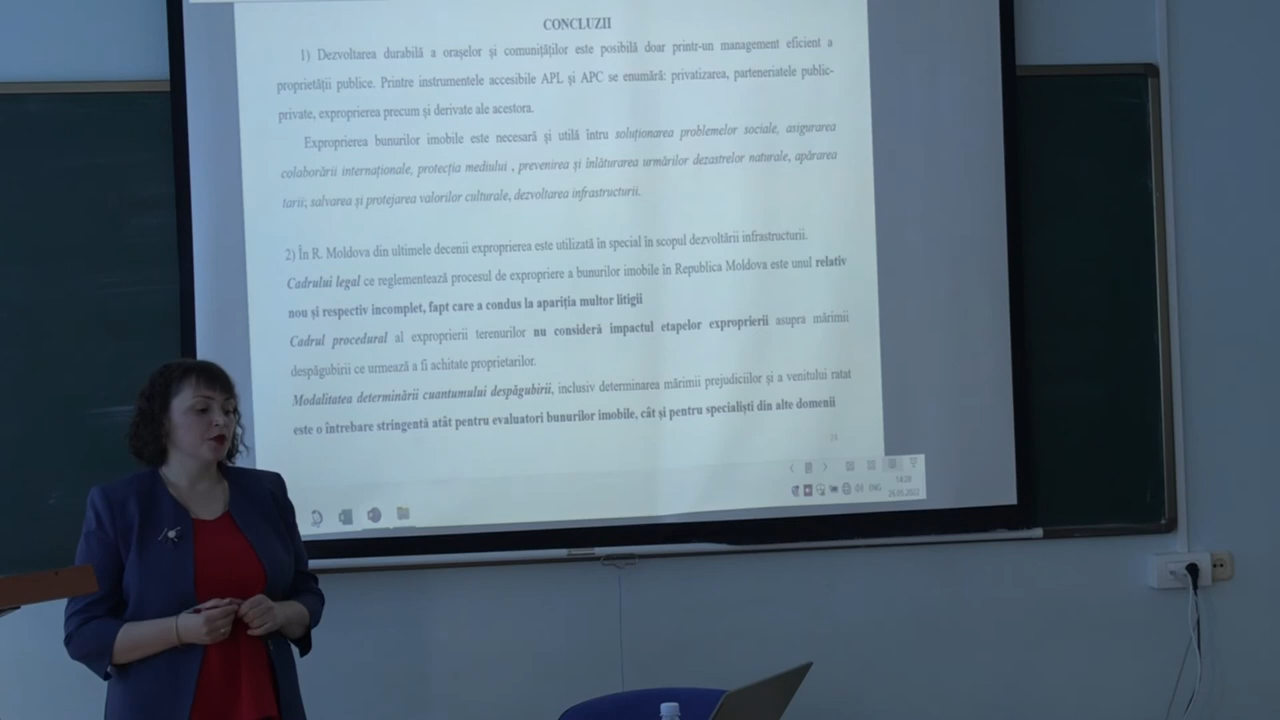 CONCLUZII
1) Dezvoltarea durabilă a orașelor și comunităților este posibilă doar printr-un management eficient a
proprietății publice. Printre instrumentele accesibile APL și APC se enumără: privatizarea, parteneriatele public-
private, exproprierea precum și derivate ale acestora.
Exproprierea bunurilor imobile este necesară și utilă întru soluționarea problemelor sociale, asigurarea
colaborării internaționale, protecția mediului , prevenirea și înlăturarea urmărilor dezastrelor naturale, apărarea
tarii; salvarea și protejarea valorilor culturale, dezvoltarea infrastructurii.
2) În R. Moldova din ultimele decenii exproprierea este utilizată în special în scopul dezvoltării infrastructurii.
Cadrului legal ce reglementează procesul de expropriere a bunurilor imobile în Republica Moldova este unul relativ
nou și respectiv incomplet, fapt care a condus la apariția multor litigii
Cadrul procedural al exproprierii terenurilor nu consideră impactul etapelor exproprierii asupra mărimii
despăgubirii ce urmează a fi achitate proprietarilor.
Modalitatea determinării cuantumului despăgubirii, inclusiv determinarea mărimii prejudiciilor și a venitului ratat
este o întrebare stringentă atât pentru evaluatori bunurilor imobile, cât și pentru specialiști din alte domenii
14:28
ENG
26.05.2022